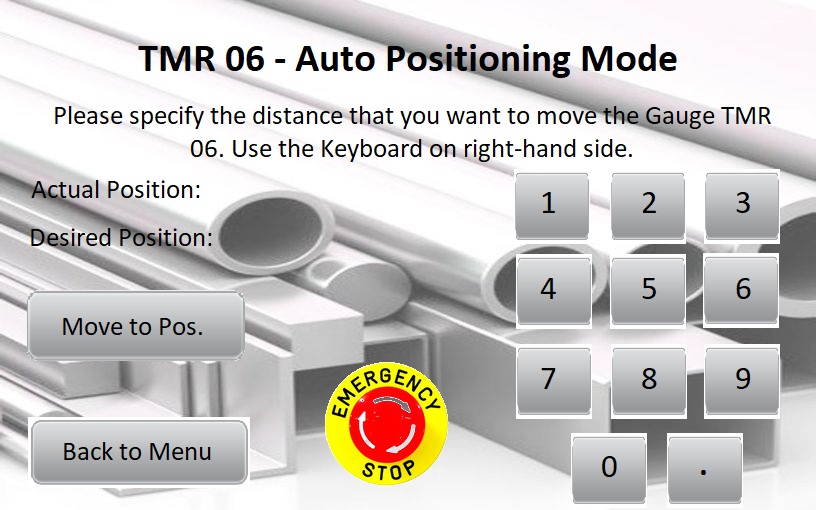 TMR 06 - Auto Positioning Mode
Please specify the distance that you want to move the Gauge TMR
06. Use the Keyboard on right-hand side.
Actual Position:
Desired Position:
1 2 3
4 5 6
Move to Pos.
7 8 9
EMERGENCY
STOP
Back to Menu
0 .